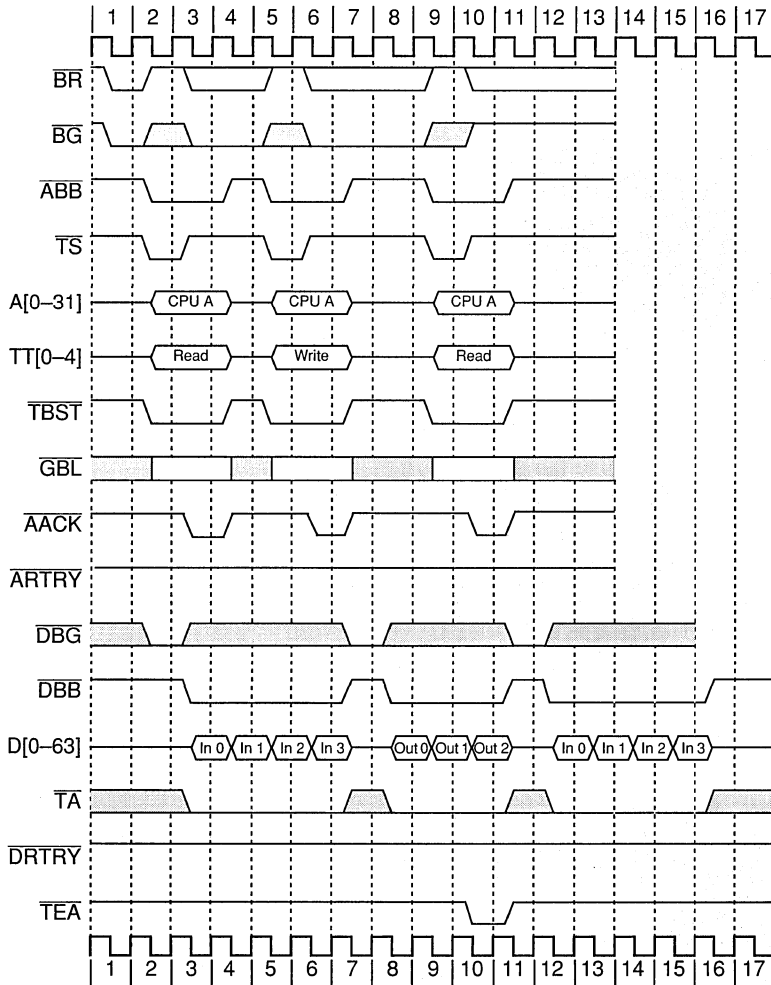 1 2 3 4 5 6 7 8 9 10 11 12 13 14 15 16 17
BR
BG
ABB
TS
A[0–31] CPU A CPU A CPU A
TT[0–4] Read Write Read
TBST
GBL
AACK
ARTRY
DBG
DBB
D[0–63] In 0 In 1 In 2 In 3 Out 0 Out 1 Out 2 In 0 In 1 In 2 In 3
TA
DRTRY
TEA
1 2 3 4 5 6 7 8 9 10 11 12 13 14 15 16 17